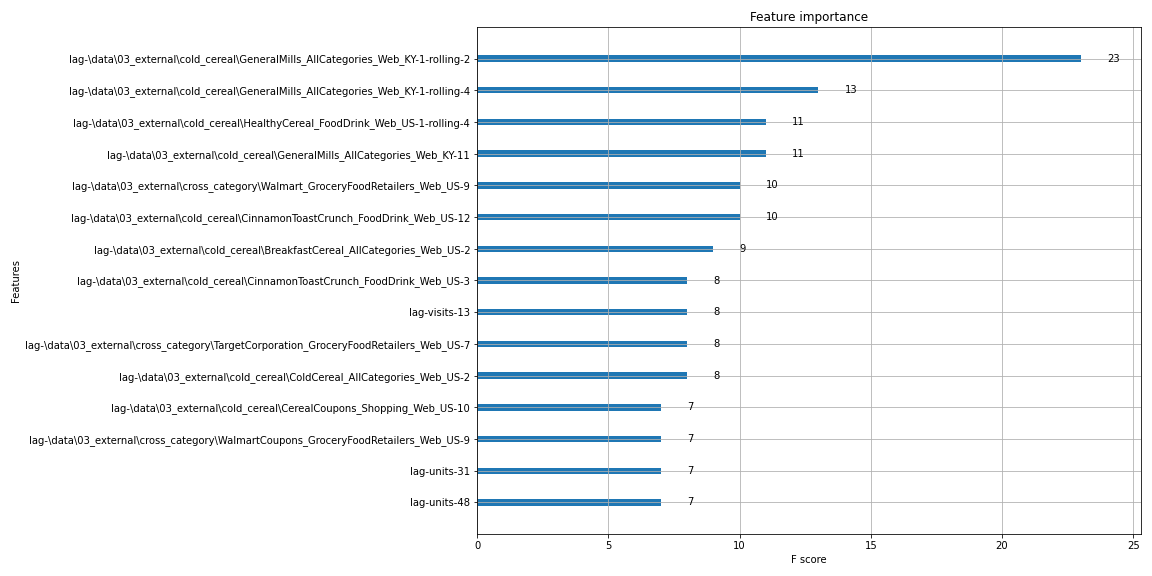 Feature importance
lag-\data\03_external\cold_cereal\GeneralMills_AllCategories_Web_KY-1-rolling-2 23
lag-\data\03_external\cold_cereal\GeneralMills_AllCategories_Web_KY-1-rolling-4 13
lag-\data\03_external\cold_cereal\HealthyCereal_FoodDrink_Web_US-1-rolling-4 11
lag-\data\03_external\cold_cereal\GeneralMills_AllCategories_Web_KY-11 11
lag-\data\03_external\cross_category\Walmart_GroceryFoodRetailers_Web_US-9 10
lag-\data\03_external\cold_cereal\CinnamonToastCrunch_FoodDrink_Web_US-12 10
lag-\data\03_external\cold_cereal\BreakfastCereal_AllCategories_Web_US-2 9
lag-\data\03_external\cold_cereal\CinnamonToastCrunch_FoodDrink_Web_US-3 8
lag-visits-13 8
lag-\data\03_external\cross_category\TargetCorporation_GroceryFoodRetailers_Web_US-7 8
lag-\data\03_external\cold_cereal\ColdCereal_AllCategories_Web_US-2 8
lag-\data\03_external\cold_cereal\CerealCoupons_Shopping_Web_US-10 7
lag-\data\03_external\cross_category\WalmartCoupons_GroceryFoodRetailers_Web_US-9 7
lag-units-31 7
lag-units-48 7
Features
0 5 10 15 20 25
F score